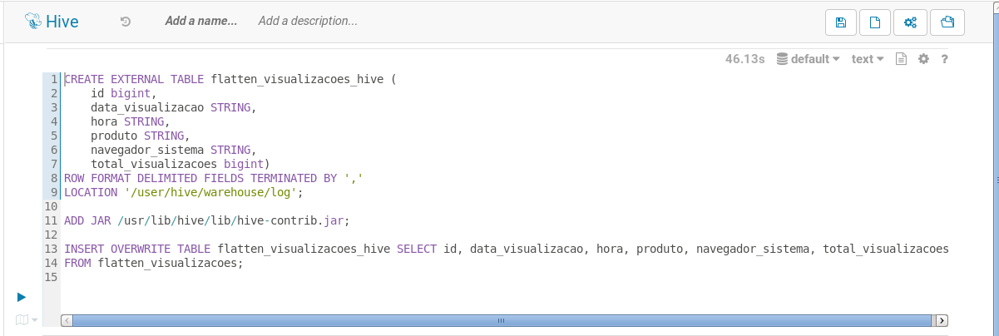 Hive Add a name... Add a description...
46.13s default text ?
1 CREATE EXTERNAL TABLE flatten_visualizacoes_hive (
2 id bigint,
3 data_visualizacao STRING,
4 hora STRING,
5 produto STRING,
6 navegador_sistema STRING,
7 total_visualizacoes bigint)
8 ROW FORMAT DELIMITED FIELDS TERMINATED BY ','
9 LOCATION '/user/hive/warehouse/log';
10
11 ADD JAR /usr/lib/hive/lib/hive-contrib.jar;
12
13 INSERT OVERWRITE TABLE flatten_visualizacoes_hive SELECT id, data_visualizacao, hora, produto, navegador_sistema, total_visualizacoes
14 FROM flatten_visualizacoes;
15